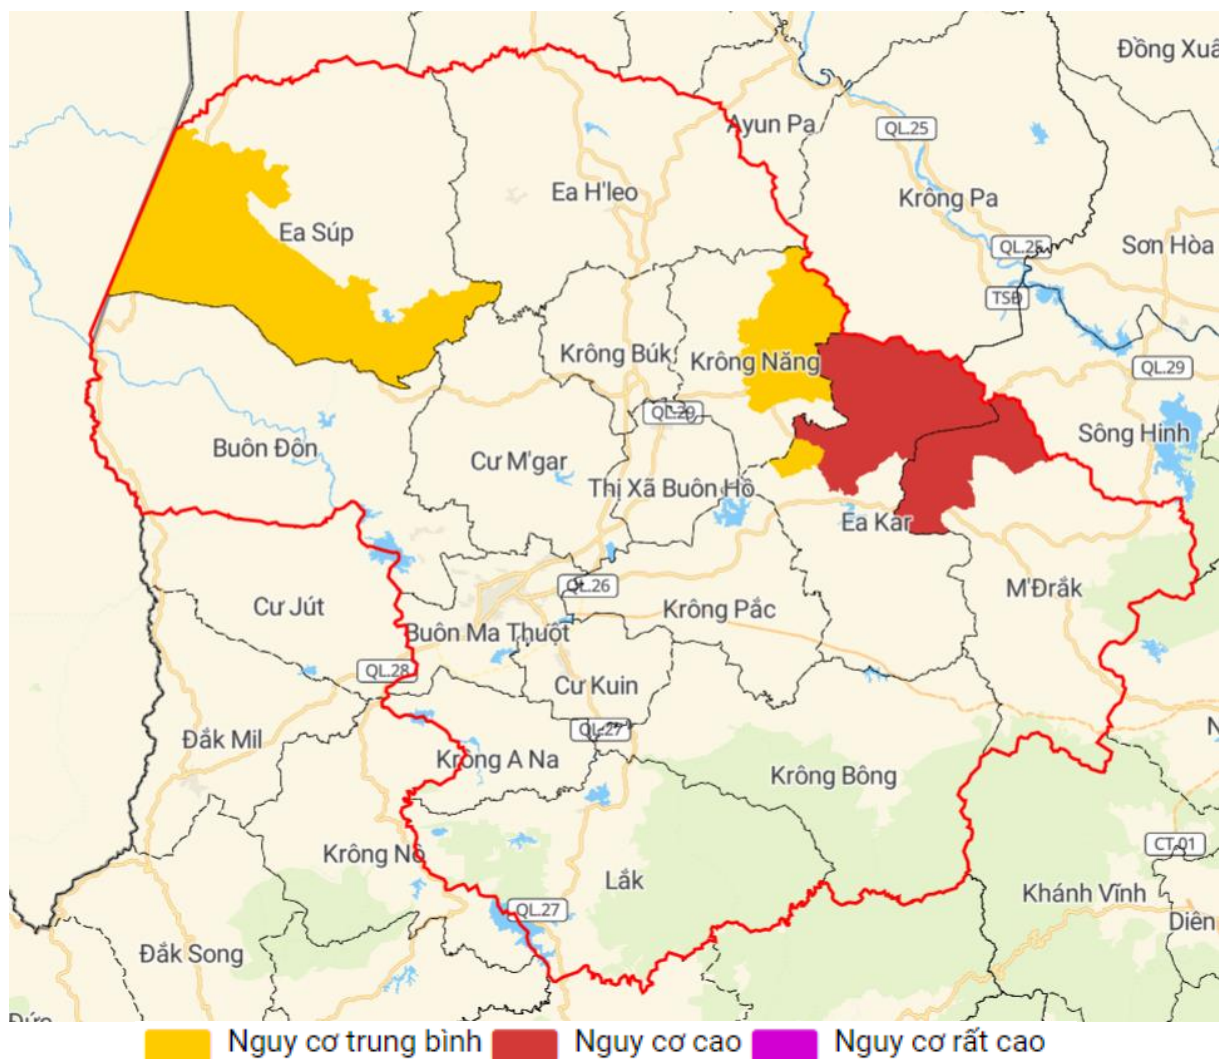 Đồng Xuâ
Ayun Pa
QL.25
Ea H'leo
Krông Pa
Ea Súp
QL.25
Sơn Hòa
TSĐ
Krông Búk
Krông Năng
QL.29
QL.29
Buôn Đôn
Cư M'gar
Sông Hinh
Thị Xã Buôn Hồ
Ea Kar
QL.26
M'Đrắk
Cư Jút
Krông Pắc
Buôn Ma Thuột
QL.28
Cư Kuin
QL.27
Đắk Mil
N
Krông A Na
Krông Bông
CT.01
Krông Nô
Lắk
Khánh Vĩnh
QL.27
Diên
Đắk Song
Nguy cơ trung bình
Nguy cơ cao
Nguy cơ rất cao